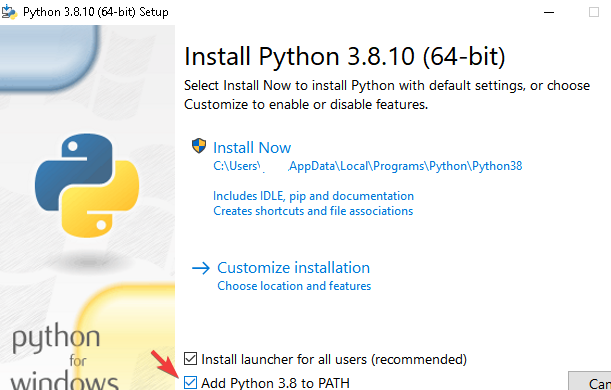 Python 3.8.10 (64-bit) Setup
Install Python 3.8.10 (64-bit)
Select Install Now to install Python with default settings, or choose
Customize to enable or disable features.
Install Now
C:\Users\ AppData\Local\Programs\Python\Python38
Includes IDLE, pip and documentation
Creates shortcuts and file associations
Customize installation
Choose location and features
python
for
windows
Install launcher for all users (recommended)
Add Python 3.8 to PATH
Can